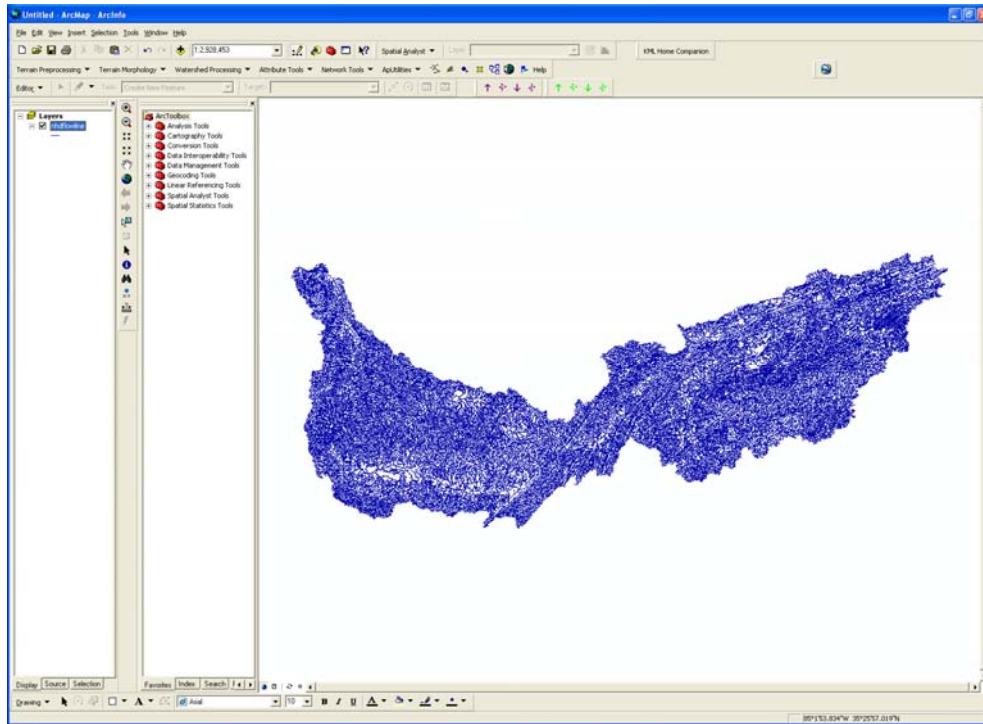 Untitled - ArcMap - ArcInfo
File Edit View Insert Selection Tools Window Help
1:2,928,453 Spatial Analyst Layer: KML Home Companion
Terrain Preprocessing Terrain Morphology Watershed Processing Attribute Tools Network Tools ApUtilities Help
Editor Task: Create New Feature Target:
Layers
nhdflowline
ArcToolbox
Analysis Tools
Cartography Tools
Conversion Tools
Data Interoperability Tools
Data Management Tools
Geocoding Tools
Linear Referencing Tools
Spatial Analyst Tools
Spatial Statistics Tools
Display Source Selection
Favorites Index Search
Drawing A Arial 10 B I U A
85°1'53.834"W 35°25'57.019"N